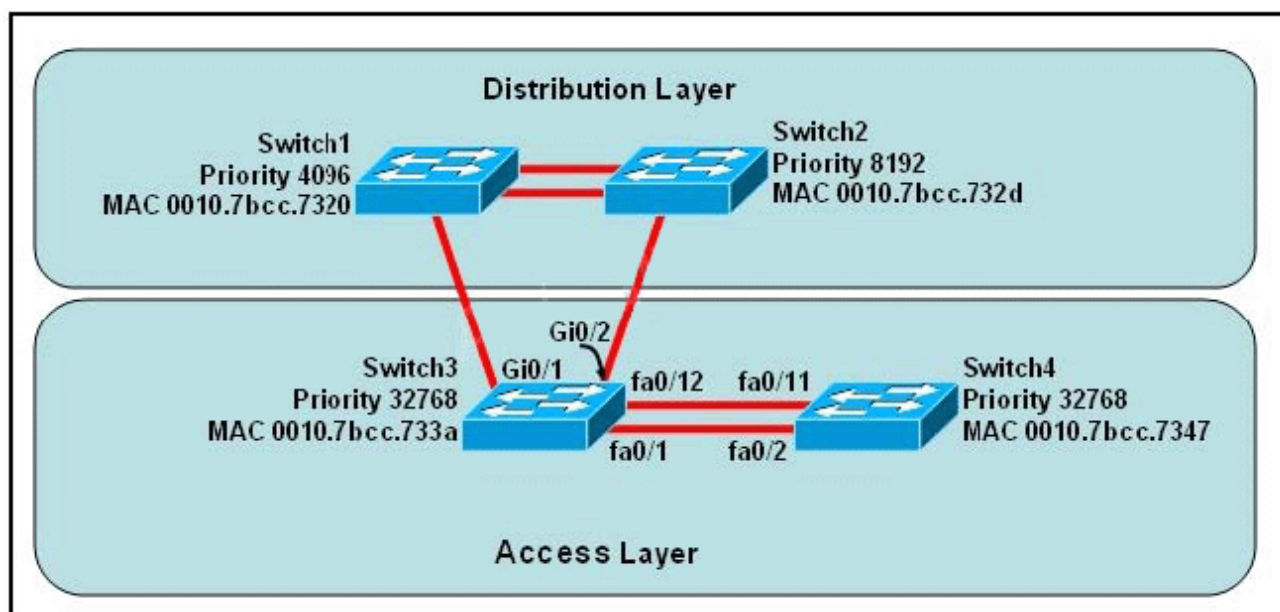 Distribution Layer
Switch1
Priority 4096
MAC 0010.7bcc.7320
Switch2
Priority 8192
MAC 0010.7bcc.732d
Gi0/2
Switch3
Priority 32768
MAC 0010.7bcc.733a
Gi0/1
fa0/12
fa0/11
fa0/1
fa0/2
Switch4
Priority 32768
MAC 0010.7bcc.7347
Access Layer